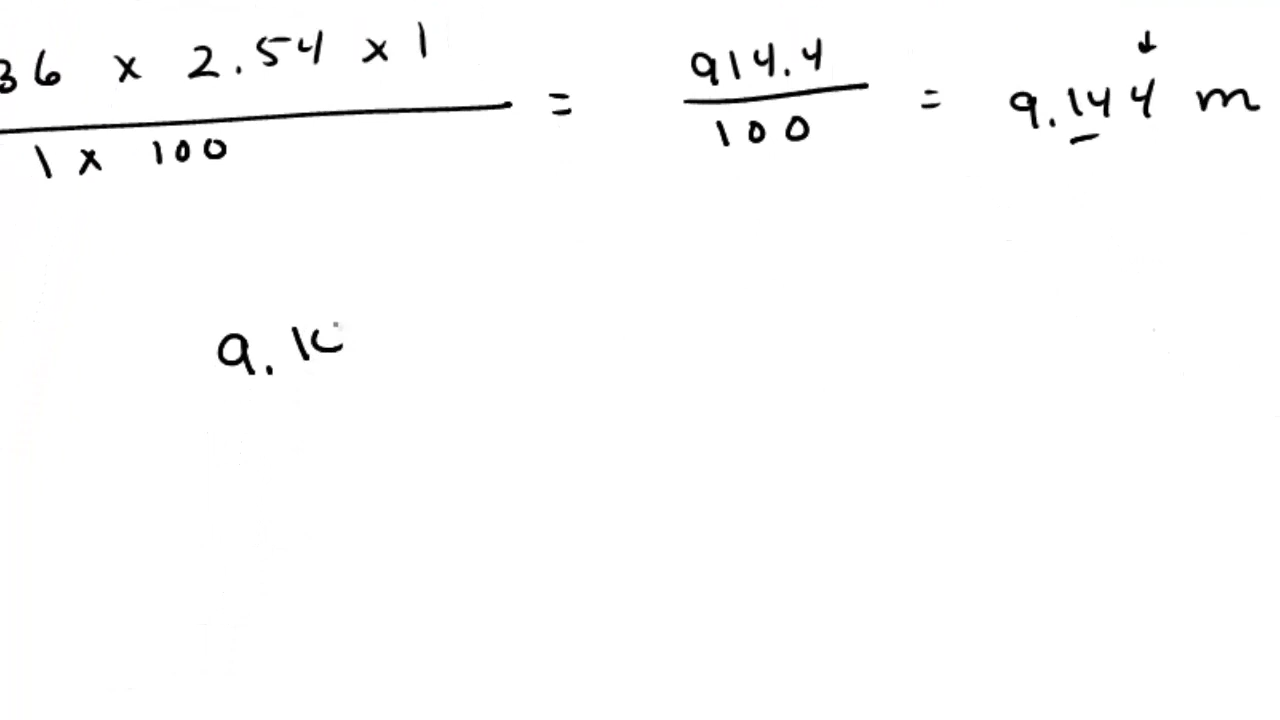 36 x 2.54 x 1 = 914.4 = 9.144 m
1 x 100 100
9.1